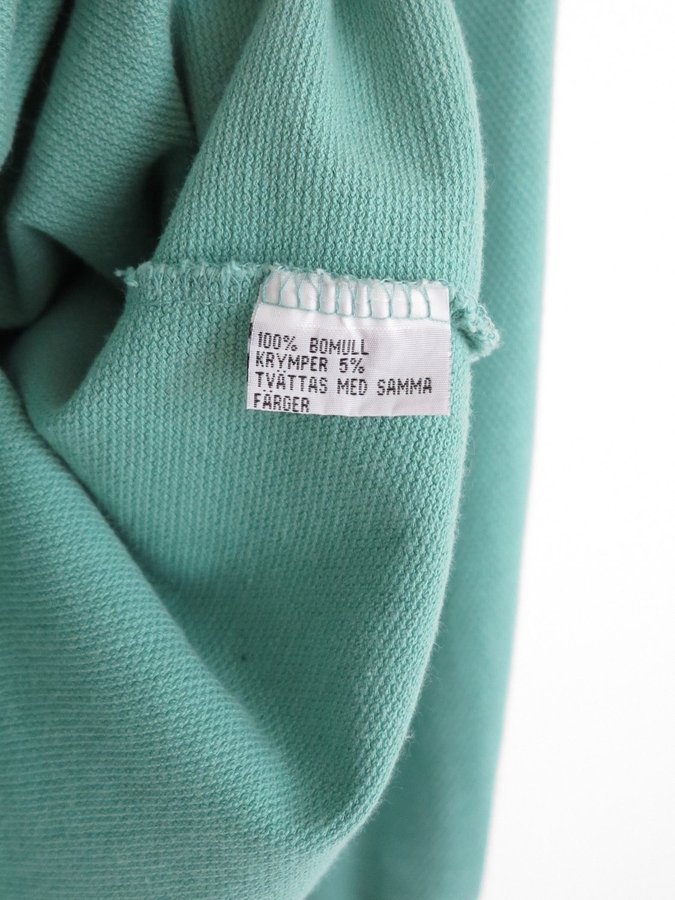 100% BOMULL
KRYMPER 5%
TVÄTTAS MED SAMMA
FÄRGER